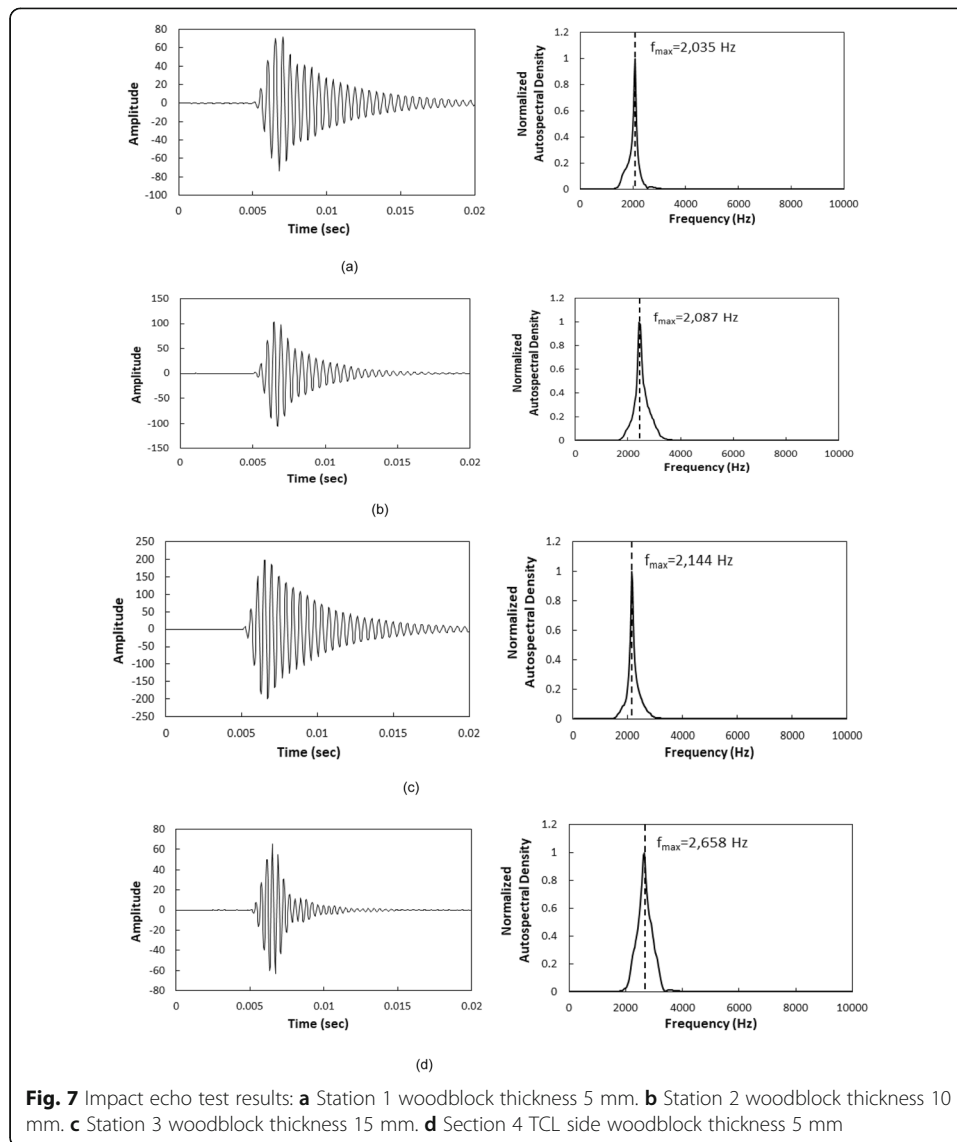 80
60
40
20
0
-20
-40
-60
-80
-100
Amplitude
0 0.005 0.01 0.015 0.02
Time (sec)
1.2
1
0.8
0.6
0.4
0.2
0
Normalized
Autospectral Density
fmax=2,035 Hz
0 2000 4000 6000 8000 10000
Frequency (Hz)
(a)
150
100
50
0
-50
-100
-150
Amplitude
0 0.005 0.01 0.015 0.02
Time (sec)
1.2
1
0.8
0.6
0.4
0.2
0
Normalized
Autospectral Density
fmax=2,087 Hz
0 2000 4000 6000 8000 10000
Frequency (Hz)
(b)
250
200
150
100
50
0
-50
-100
-150
-200
-250
Amplitude
0 0.005 0.01 0.015 0.02
Time (sec)
1.2
1
0.8
0.6
0.4
0.2
0
Normalized
Autospectral Density
fmax=2,144 Hz
0 2000 4000 6000 8000 10000
Frequency (Hz)
(c)
80
60
40
20
0
-20
-40
-60
-80
Amplitude
0 0.005 0.01 0.015 0.02
Time (sec)
1.2
1
0.8
0.6
0.4
0.2
0
Normalized
Autospectral Density
fmax=2,658 Hz
0 2000 4000 6000 8000 10000
Frequency (Hz)
(d)
Fig. 7 Impact echo test results: a Station 1 woodblock thickness 5 mm. b Station 2 woodblock thickness 10
mm. c Station 3 woodblock thickness 15 mm. d Section 4 TCL side woodblock thickness 5 mm